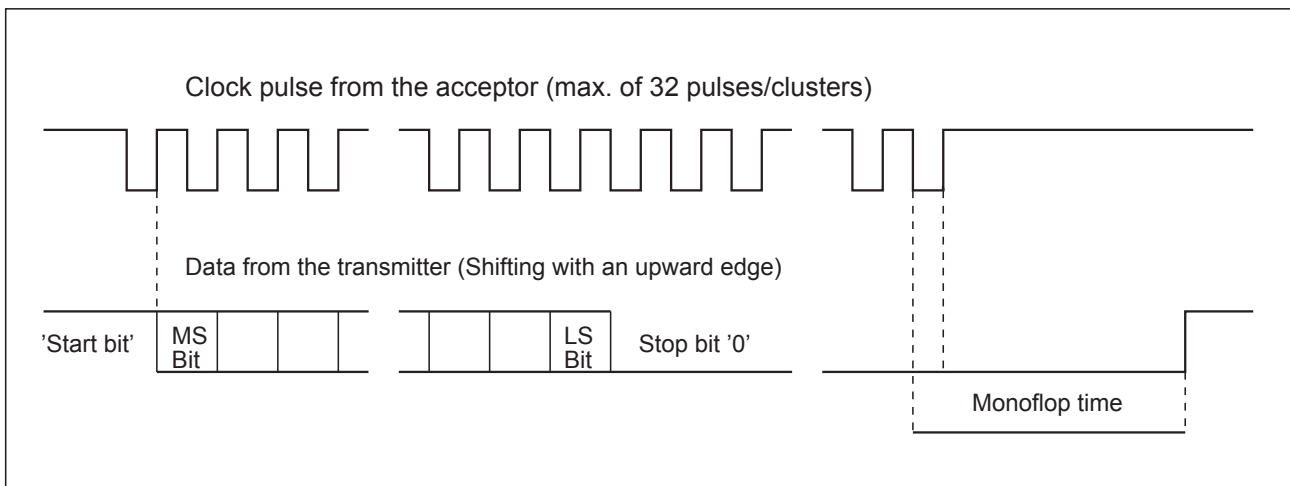 Clock pulse from the acceptor (max. of 32 pulses/clusters)
Data from the transmitter (Shifting with an upward edge)
’Start bit’
MS
Bit
LS
Bit
Stop bit ’0’
Monoflop time